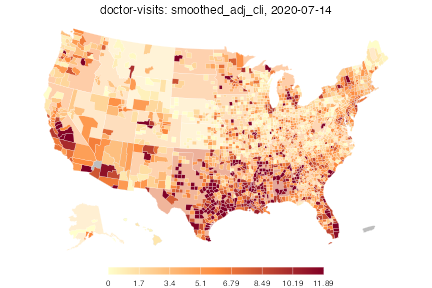 doctor-visits: smoothed_adj_cli, 2020-07-14
0 1.7 3.4 5.1 6.79 8.49 10.19 11.89